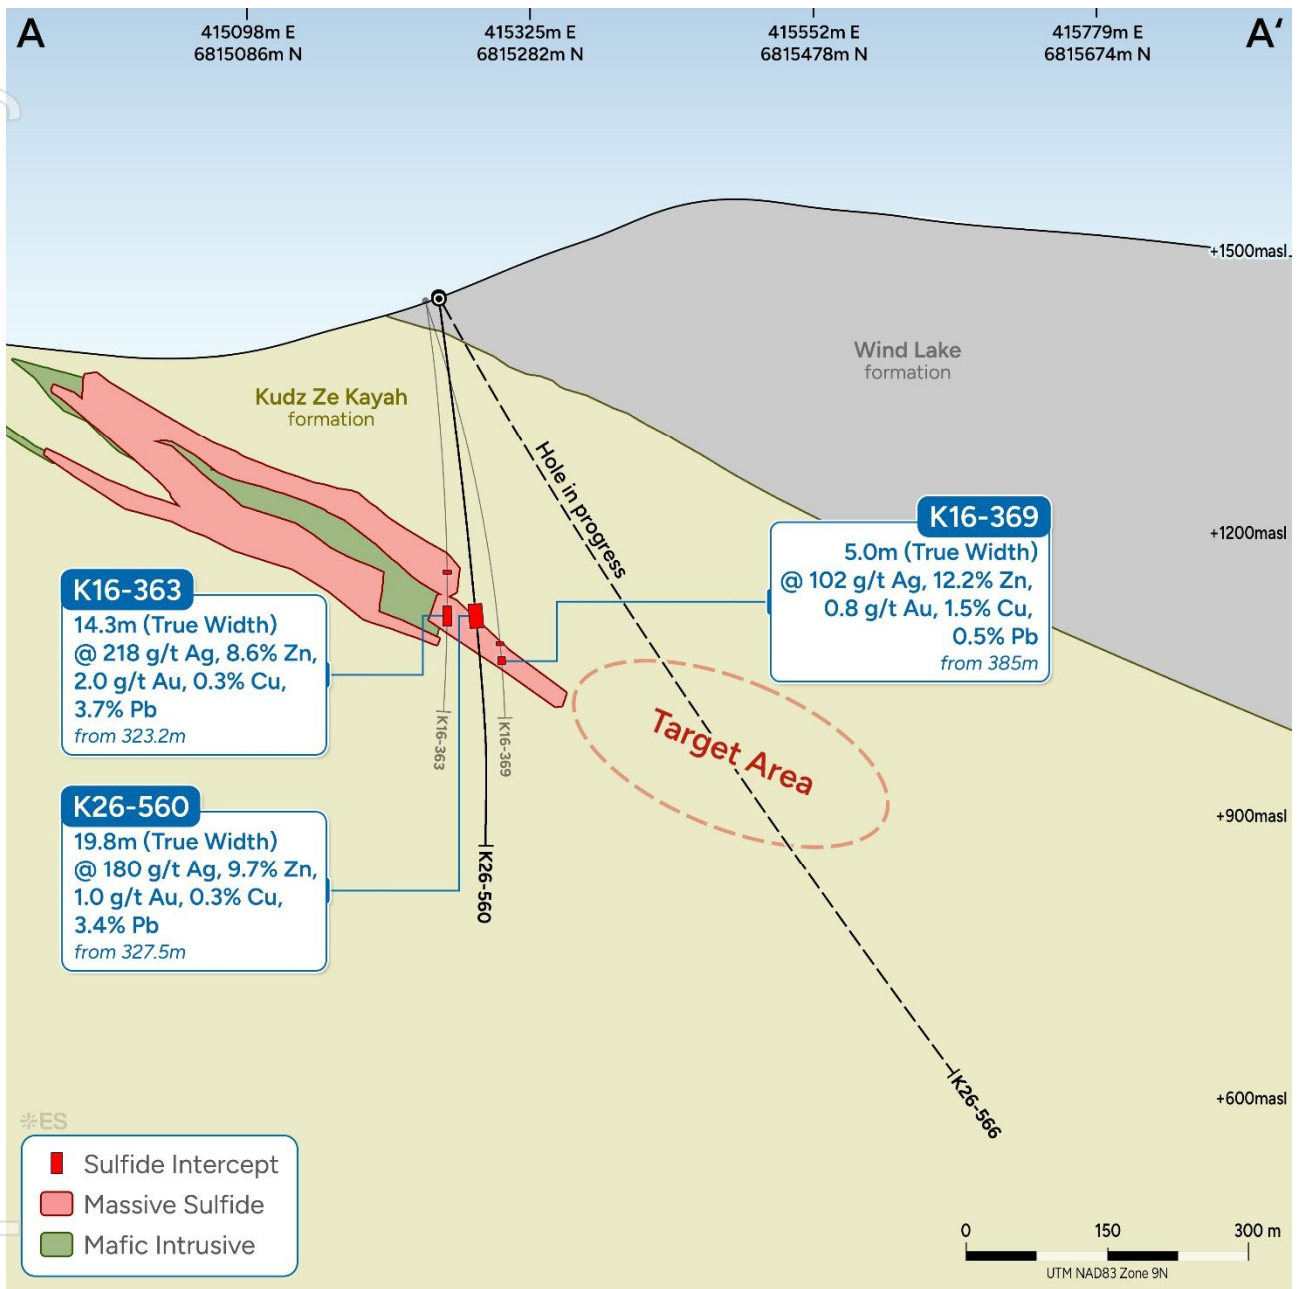 A
415098m E
6815086m N
415325m E
6815282m N
415552m E
6815478m N
415779m E
6815674m N
A‘
+1500masl
Wind Lake
formation
Kudz Ze Kayah
formation
Hole in progress
K16-369
5.0m (True Width)
@ 102 g/t Ag, 12.2% Zn,
0.8 g/t Au, 1.5% Cu,
0.5% Pb
from 385m
+1200masl
K16-363
14.3m (True Width)
@ 218 g/t Ag, 8.6% Zn,
2.0 g/t Au, 0.3% Cu,
3.7% Pb
from 323.2m
K16-363
K16-369
Target Area
K26-560
19.8m (True Width)
@ 180 g/t Ag, 9.7% Zn,
1.0 g/t Au, 0.3% Cu,
3.4% Pb
from 327.5m
+900masl
K26-560
K26-566
+600masl
ES
Sulfide Intercept
Massive Sulfide
Mafic Intrusive
0 150 300 m
UTM NAD83 Zone 9N